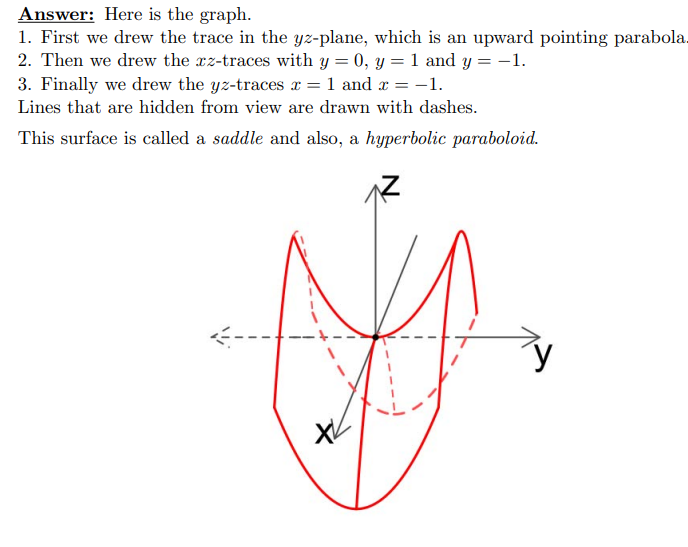 Answer: Here is the graph.
1. First we drew the trace in the yz-plane, which is an upward pointing parabola.
2. Then we drew the xz-traces with y = 0, y = 1 and y = −1.
3. Finally we drew the yz-traces x = 1 and x = −1.
Lines that are hidden from view are drawn with dashes.
This surface is called a saddle and also, a hyperbolic paraboloid.
z
y
x